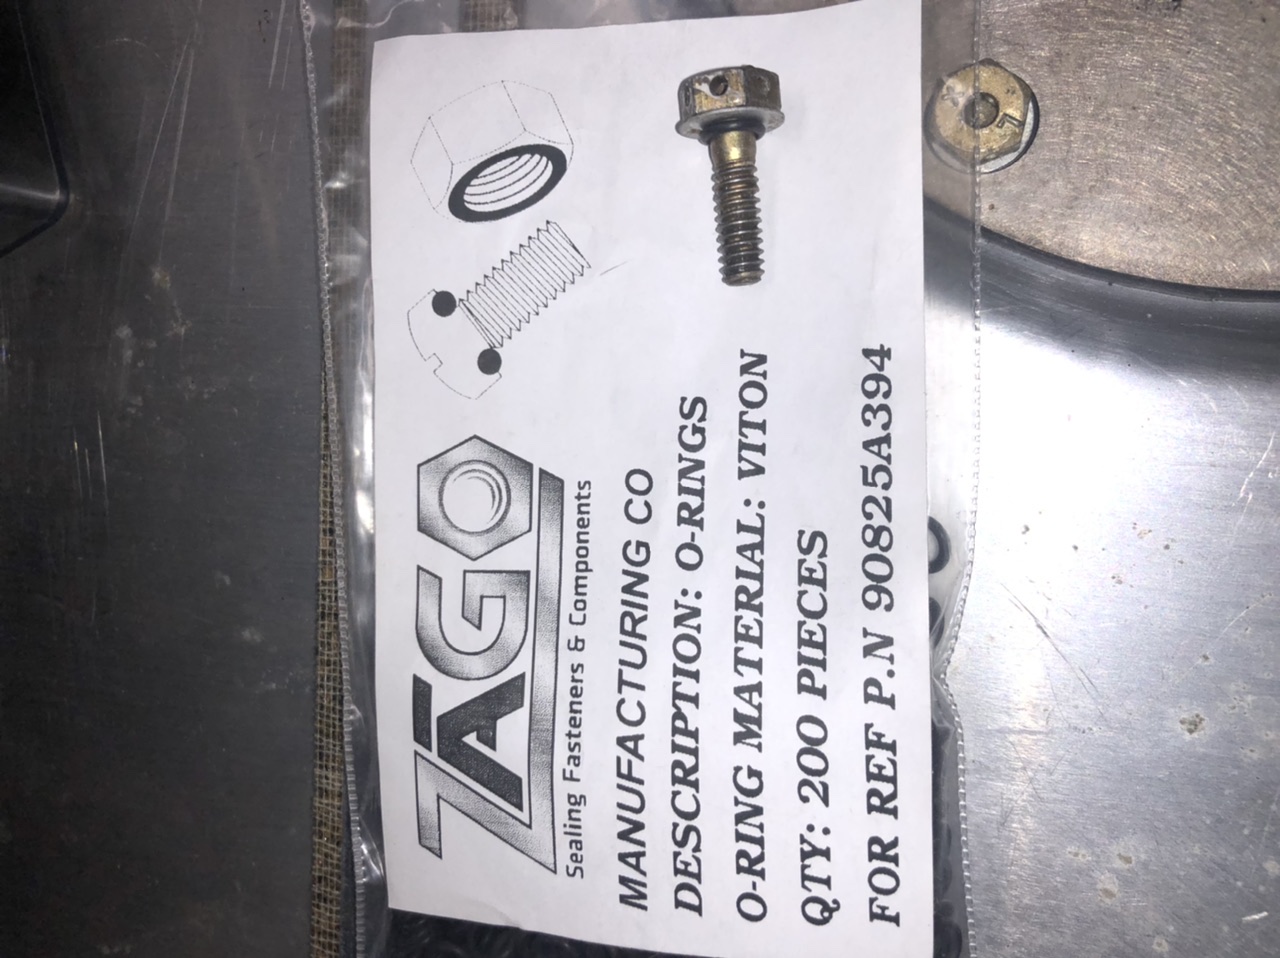 ZAGO
Sealing Fasteners & Components
MANUFACTURING CO
DESCRIPTION: O-RINGS
O-RING MATERIAL: VITON
QTY: 200 PIECES
FOR REF P.N 90825A394